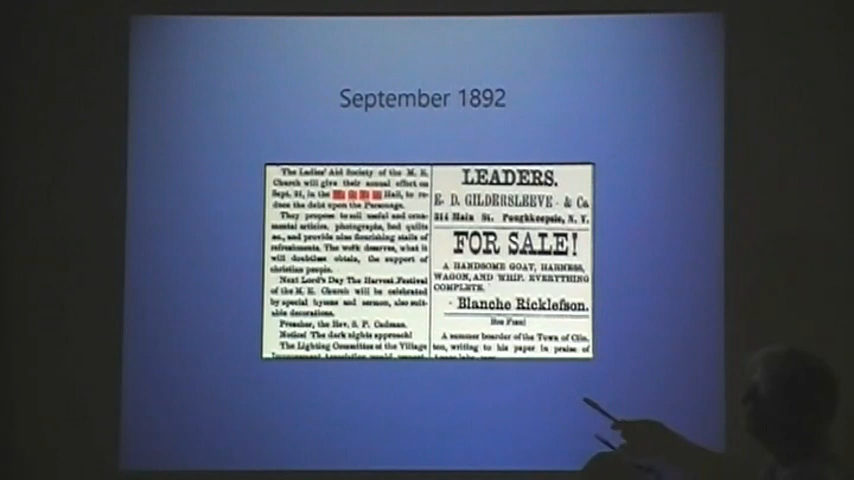 September 1892
The Ladies' Aid Society of the M. E.
Church will give their annual effort on
Sept. 21, in the Hall, to re-
duce the debt upon the Parsonage.
They propose to sell useful and orna-
mental articles, photographs, bed quilts
&c., and provide nine flourishing stalls of
refreshments. The work deserves, what it
will doubtless obtain, the support of
christian people.
Next Lord's Day The Harvest Festival
of the M. E. Church will be celebrated
by special hymns and sermon, also suit-
able decorations.
Preacher, the Rev. S. P. Cadman.
Notice! The dark nights approach!
The Lighting Committee of the Village
Improvement Association would
LEADERS.
E. D. GILDERSLEEVE & Co
314 Main St. Poughkeepsie, N. Y.
FOR SALE!
A HANDSOME GOAT, HARNESS,
WAGON, AND WHIP. EVERYTHING
COMPLETE.
Blanche Ricklefson.
A summer boarder of the Town of Clin-
ton, writing to his paper in praise of